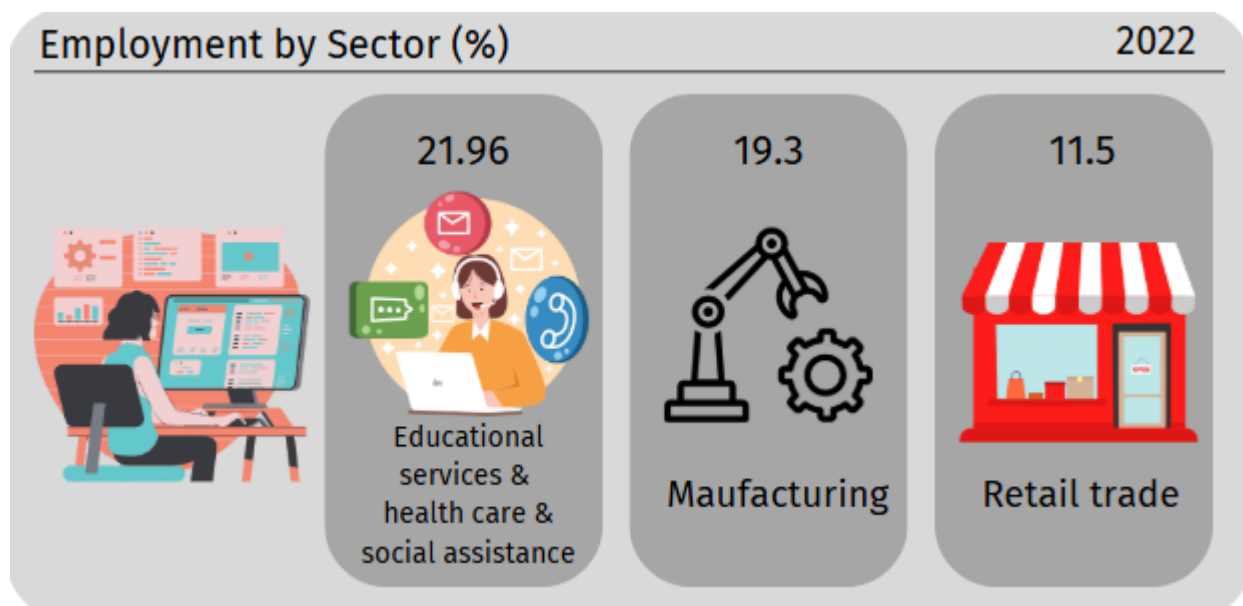 Employment by Sector (%)
2022
21.96
Educational
services &
health care &
social assistance
19.3
Maufacturing
11.5
Retail trade